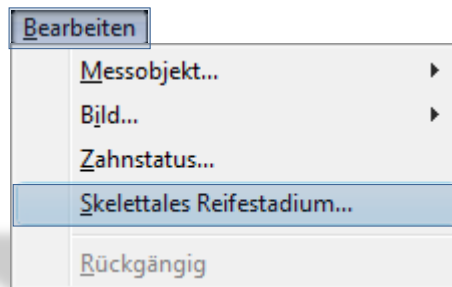 Bearbeiten
Messobjekt...
Bild...
Zahnstatus...
Skelettales Reifestadium...
Rückgängig